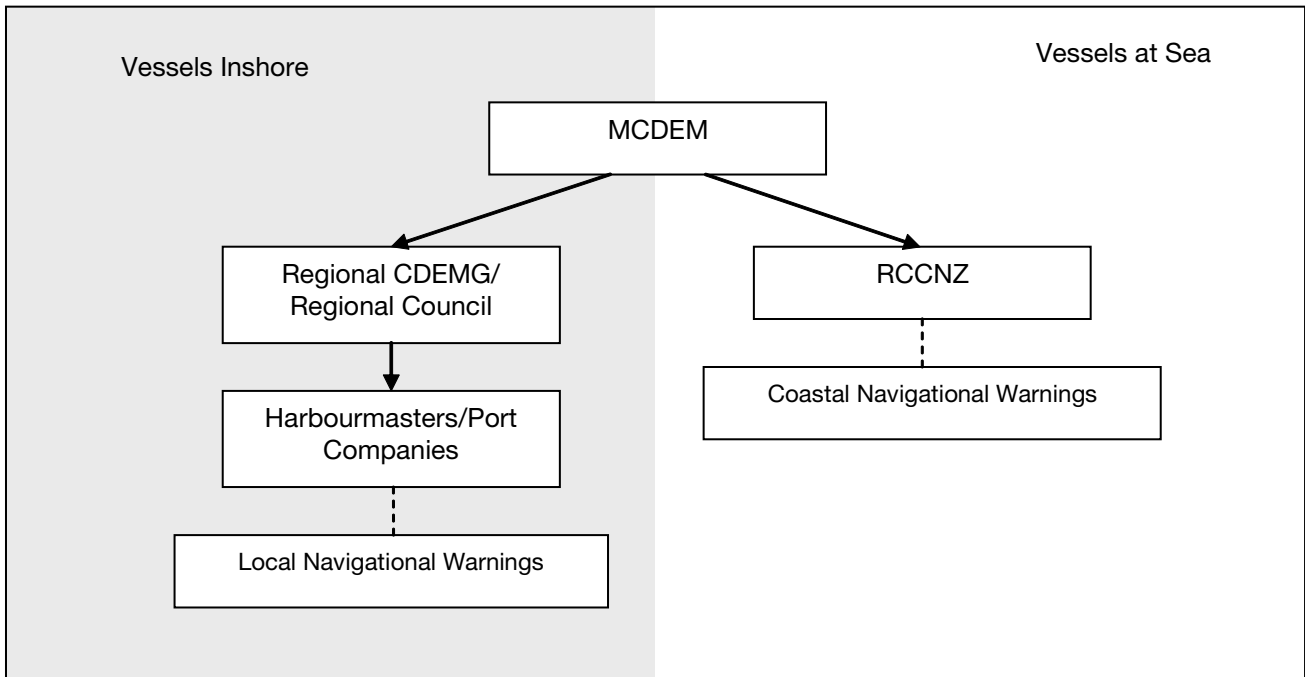 Vessels Inshore
Vessels at Sea
MCDEM
Regional CDEMG/
Regional Council
RCCNZ
Harbourmasters/Port
Companies
Coastal Navigational Warnings
Local Navigational Warnings